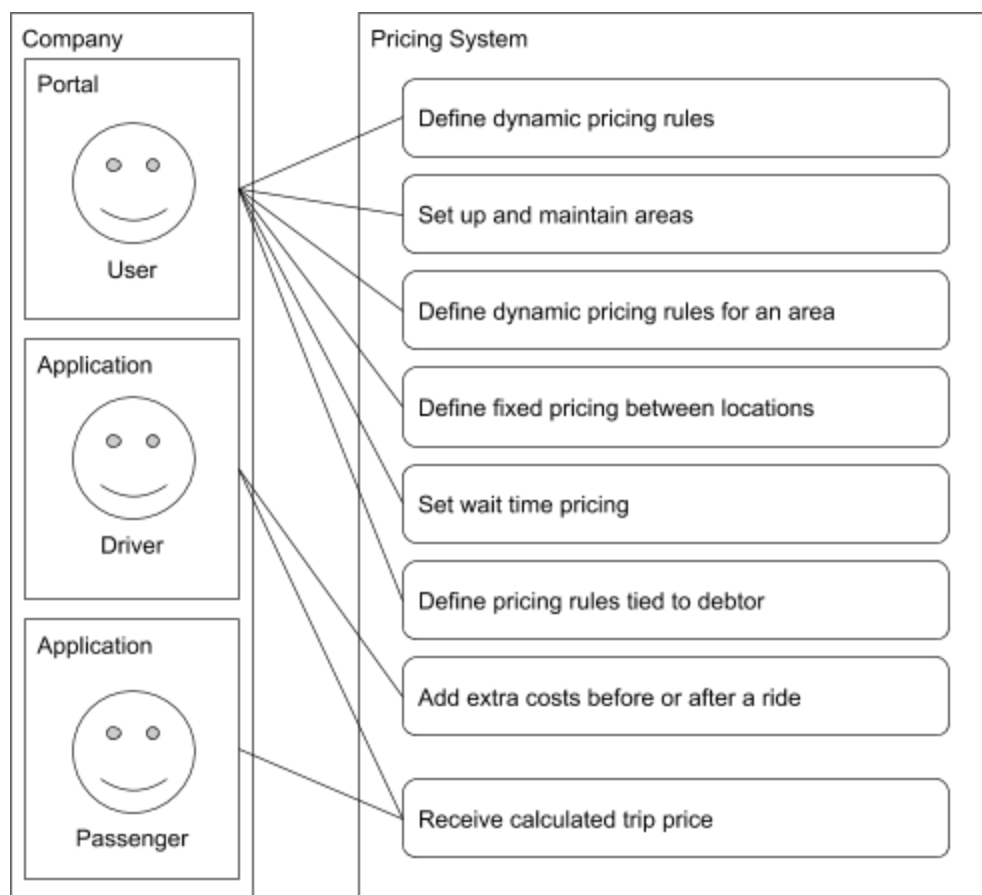 Company
Portal
User
Application
Driver
Application
Passenger
Pricing System
Define dynamic pricing rules
Set up and maintain areas
Define dynamic pricing rules for an area
Define fixed pricing between locations
Set wait time pricing
Define pricing rules tied to debtor
Add extra costs before or after a ride
Receive calculated trip price